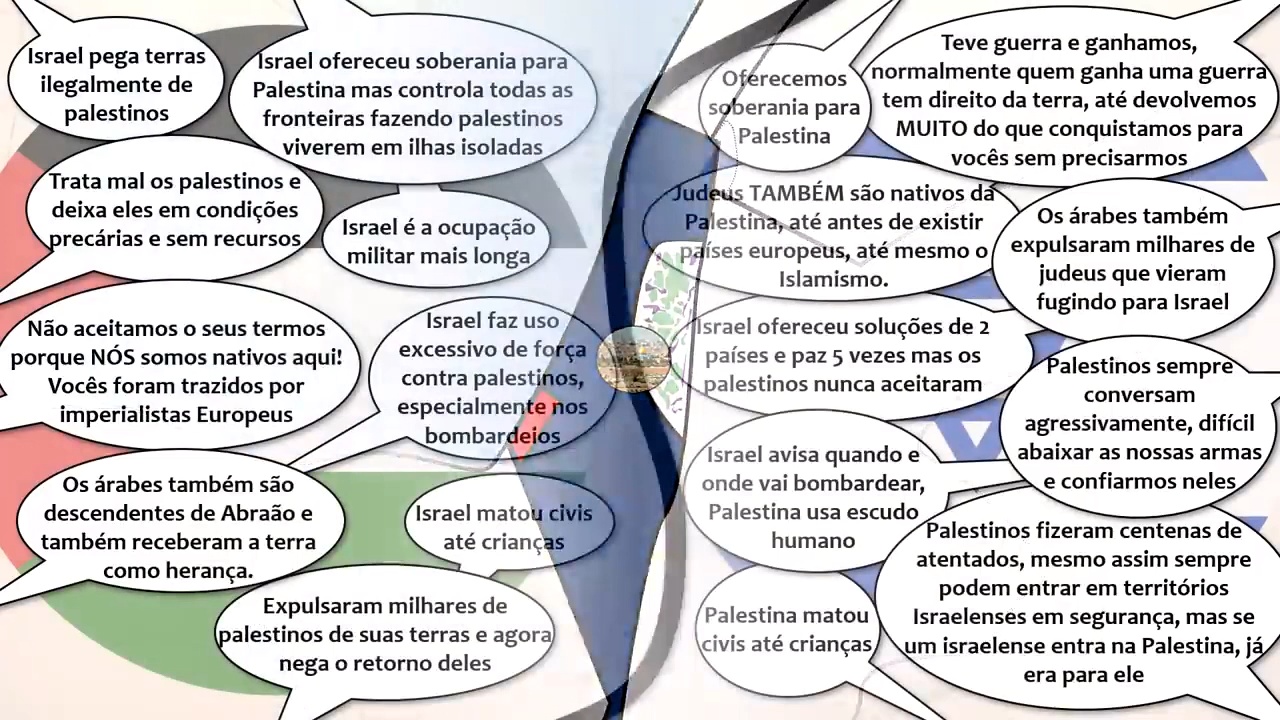 Israel pega terras
ilegalmente de
palestinos
Israel ofereceu soberania para
Palestina mas controla todas as
fronteiras fazendo palestinos
viverem em ilhas isoladas
Trata mal os palestinos e
deixa eles em condições
precárias e sem recursos
Israel é a ocupação
militar mais longa
Não aceitamos o seus termos
porque NÓS somos nativos aqui!
Vocês foram trazidos por
imperialistas Europeus
Israel faz uso
excessivo de força
contra palestinos,
especialmente nos
bombardeios
Os árabes também são
descendentes de Abraão e
também receberam a terra
como herança.
Israel matou civis
até crianças
Expulsaram milhares de
palestinos de suas terras e agora
nega o retorno deles
Oferecemos
soberania para
Palestina
Teve guerra e ganhamos,
normalmente quem ganha uma guerra
tem direito da terra, até devolvemos
MUITO do que conquistamos para
vocês sem precisarmos
Judeus TAMBÉM são nativos da
Palestina, até antes de existir
países europeus, até mesmo o
Islamismo.
Os árabes também
expulsaram milhares de
judeus que vieram
fugindo para Israel
Israel ofereceu soluções de 2
países e paz 5 vezes mas os
palestinos nunca aceitaram
Palestinos sempre
conversam
agressivamente, difícil
abaixar as nossas armas
e confiarmos neles
Israel avisa quando e
onde vai bombardear,
Palestina usa escudo
humano
Palestina matou
civis até crianças
Palestinos fizeram centenas de
atentados, mesmo assim sempre
podem entrar em territórios
Israelenses em segurança, mas se
um israelense entra na Palestina, já
era para ele